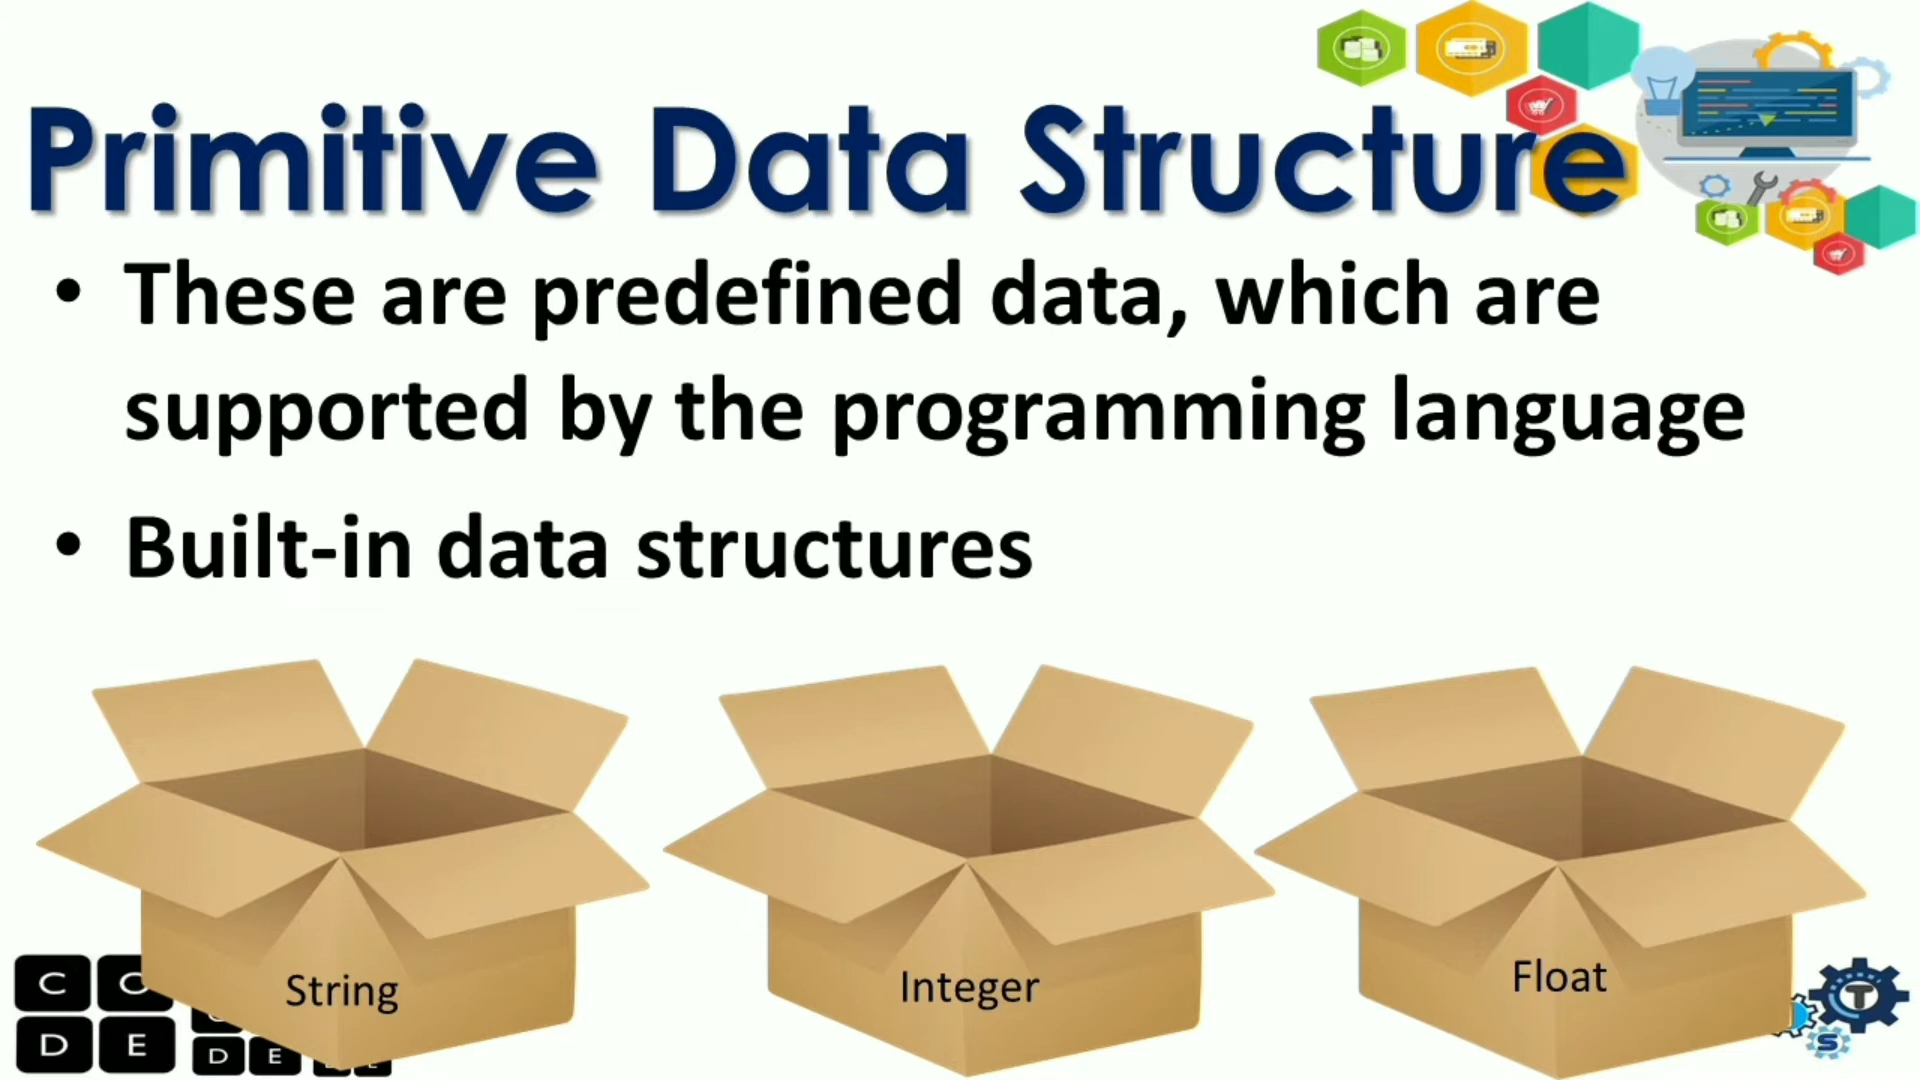 Primitive Data Structure
• These are predefined data, which are
supported by the programming language
• Built-in data structures
String
Integer
Float
C O
D E
D E
T
S